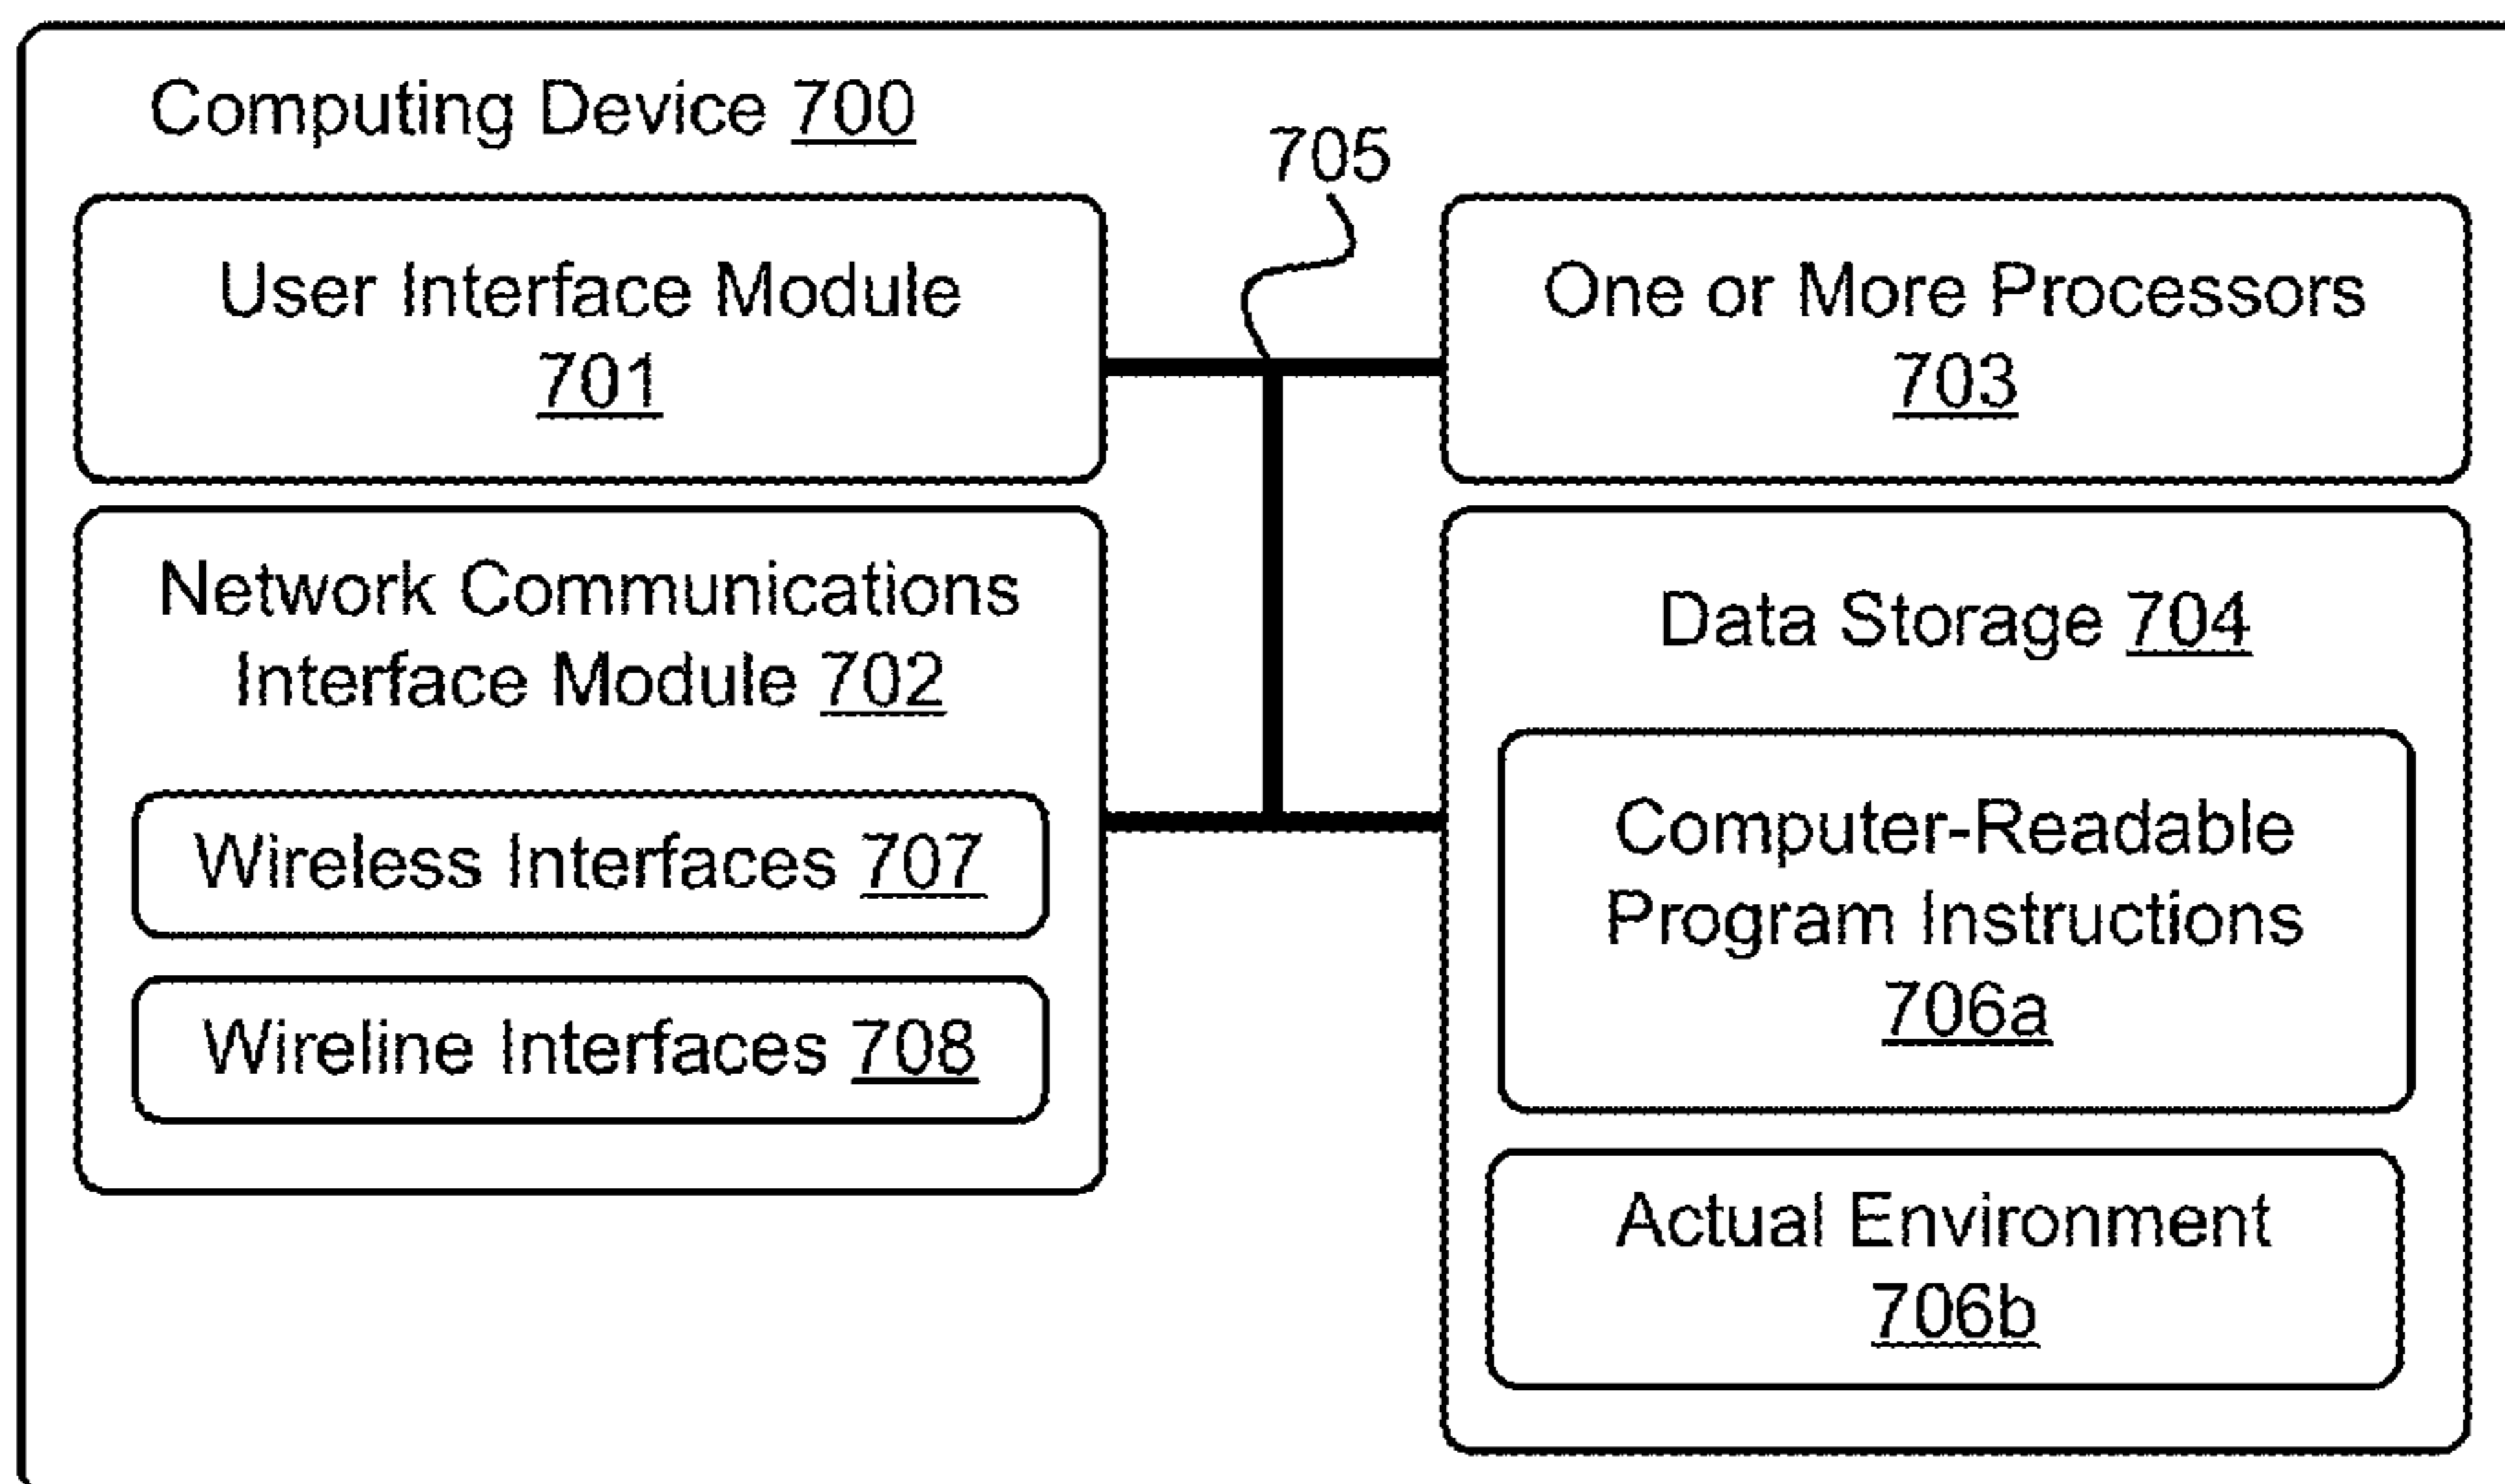 Computing Device 700
705
User Interface Module
701
One or More Processors
703
Network Communications
Interface Module 702
Wireless Interfaces 707
Wireline Interfaces 708
Data Storage 704
Computer-Readable
Program Instructions
706a
Actual Environment
706b